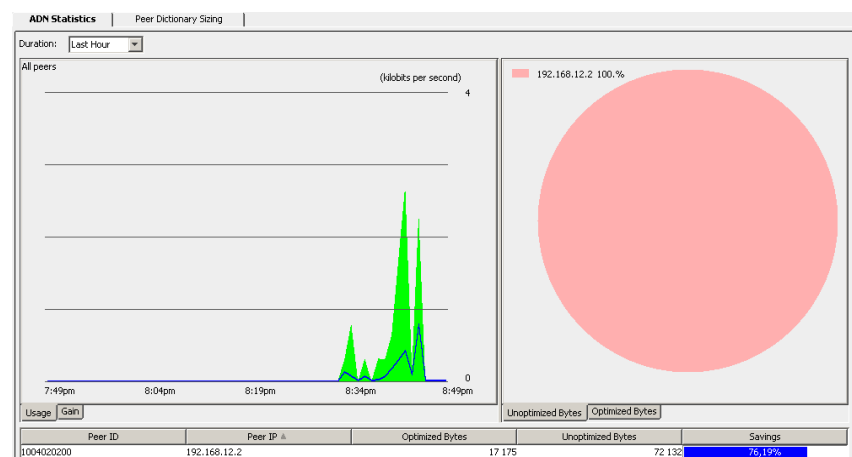 ADN Statistics | Peer Dictionary Sizing
Duration: Last Hour
All peers
(kilobits per second)
4
0
7:49pm 8:04pm 8:19pm 8:34pm 8:49pm
Usage Gain
192.168.12.2 100.%
Unoptimized Bytes Optimized Bytes
Peer ID Peer IP Optimized Bytes Unoptimized Bytes Savings
1004020200 192.168.12.2 17 175 72 132 76,19%